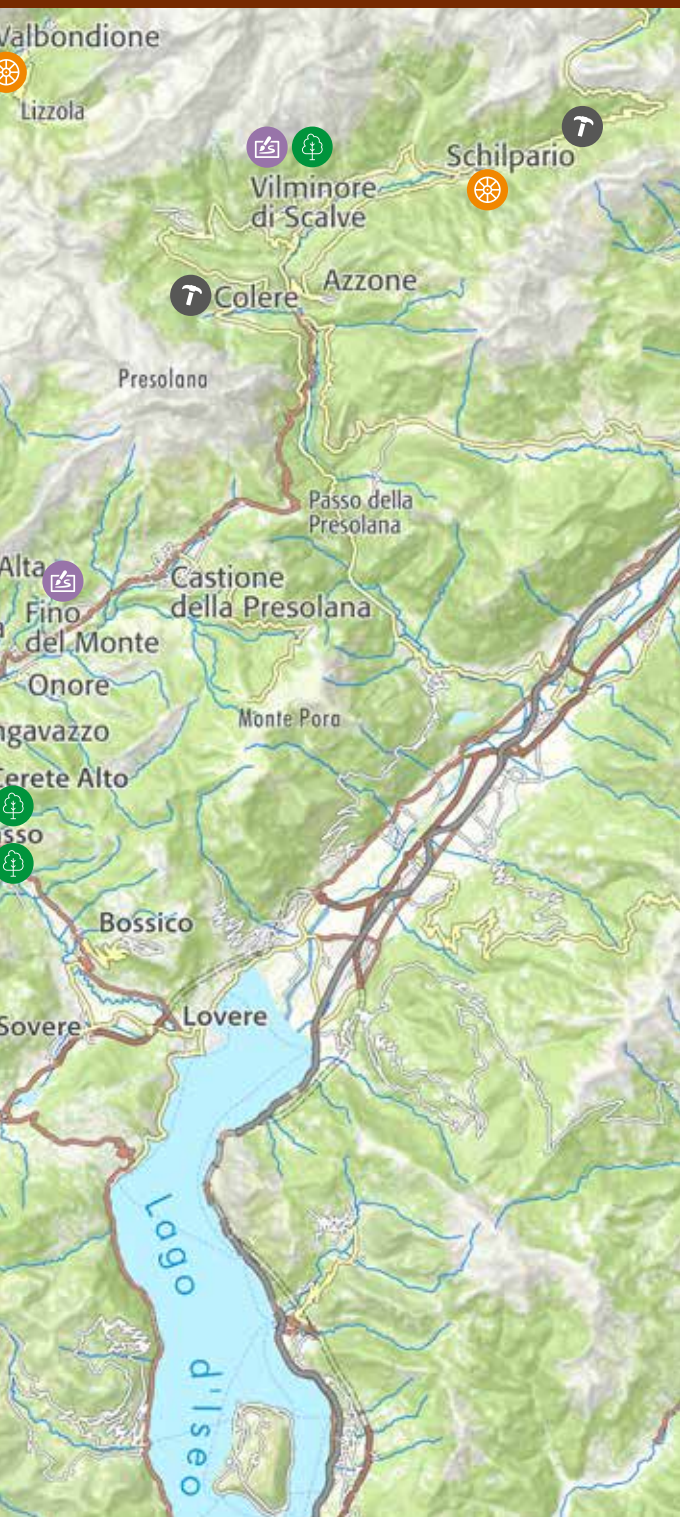 Valbondione
Lizzola
Schilpario
Vilminore
di Scalve
Azzone
Colere
Presolana
Passo della
Presolana
Alta
Castione
della Presolana
Fino
del Monte
Onore
ngavazzo
Monte Pora
Cerete Alto
sso
Bossico
Lovere
Sovere
Lago d'Iseo